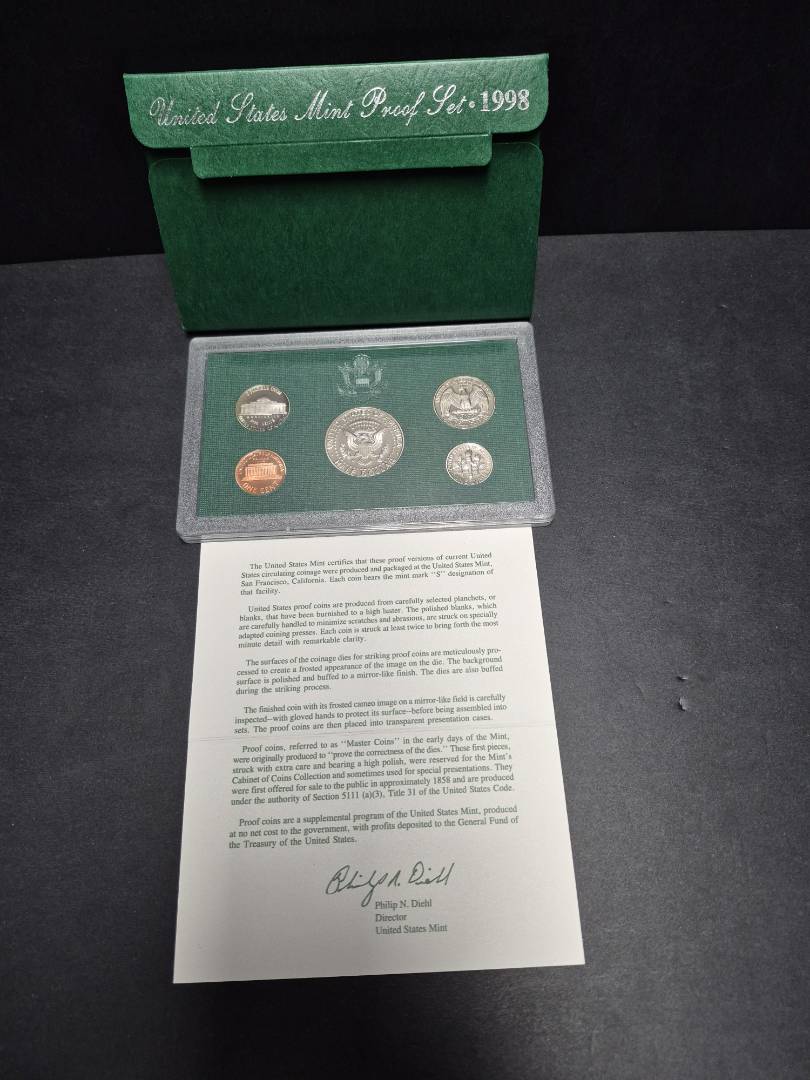 United States Mint Proof Set • 1998
ONE CENT
The United States Mint certifies that these proof versions of current United
States circulating coinage were produced and packaged at the United States Mint,
San Francisco, California. Each coin bears the mint mark "S" designation of
that facility.
United States proof coins are produced from carefully selected planchets, or
blanks, that have been burnished to a high luster. The polished blanks, which
are carefully handled to minimize scratches and abrasions, are struck on specially
adapted coining presses. Each coin is struck at least twice to bring forth the most
minute detail with remarkable clarity.
The surfaces of the coinage dies for striking proof coins are meticulously pro-
cessed to create a frosted appearance of the image on the die. The background
surface is polished and buffed to a mirror-like finish. The dies are also buffed
during the striking process.
The finished coin with its frosted cameo image on a mirror-like field is carefully
inspected--with gloved hands to protect its surface--before being assembled into
sets. The proof coins are then placed into transparent presentation cases.
Proof coins, referred to as "Master Coins" in the early days of the Mint,
were originally produced to "prove the correctness of the dies." These first pieces,
struck with extra care and bearing a high polish, were reserved for the Mint's
Cabinet of Coins Collection and sometimes used for special presentations. They
were first offered for sale to the public in approximately 1858 and are produced
under the authority of Section 5111 (a)(3), Title 31 of the United States Code.
Proof coins are a supplemental program of the United States Mint, produced
at no net cost to the government, with profits deposited to the General Fund of
the Treasury of the United States.
Philip N. Diehl
Philip N. Diehl
Director
United States Mint